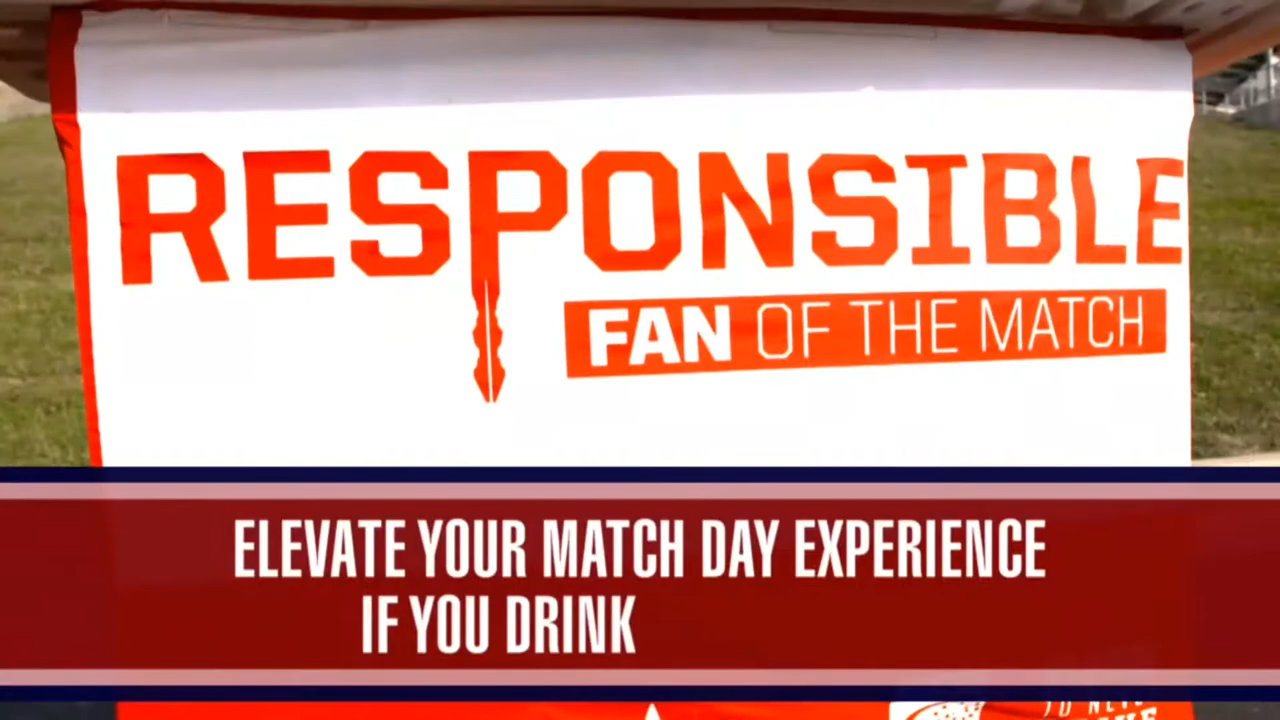 RESPONSIBLE
FAN OF THE MATCH
ELEVATE YOUR MATCH DAY EXPERIENCE
IF YOU DRINK